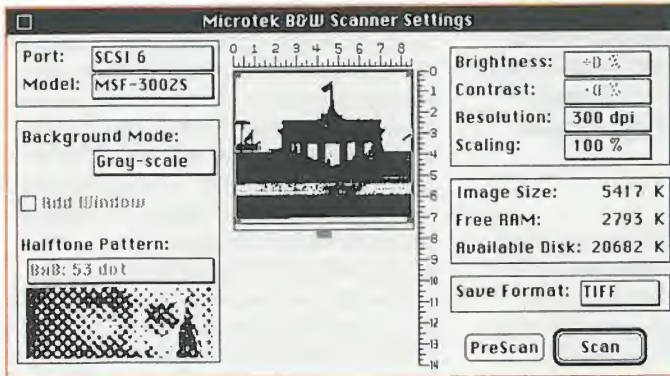 Microtek B&W Scanner Settings
Port: SCSI 6
Model: MSF-300ZS
Background Mode:
Gray-scale
Add Window
Halftone Pattern:
8x8: 53 dot
0 1 2 3 4 5 6 7 8
0
1
2
3
4
5
6
7
8
9
10
11
12
13
14
Brightness: +0 %
Contrast: +0 %
Resolution: 300 dpi
Scaling: 100 %
Image Size: 5417 K
Free RAM: 2793 K
Available Disk: 20682 K
Save Format: TIFF
PreScan
Scan